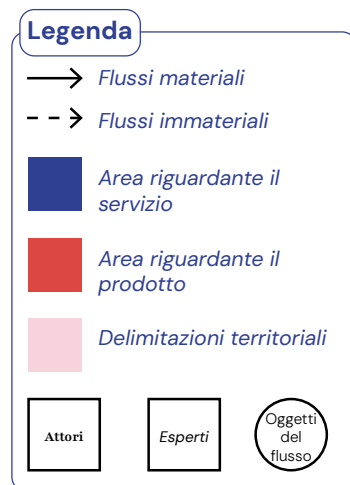 Legenda
Flussi materiali
Flussi immateriali
Area riguardante il
servizio
Area riguardante il
prodotto
Delimitazioni territoriali
Attori
Esperti
Oggetti
del
flusso